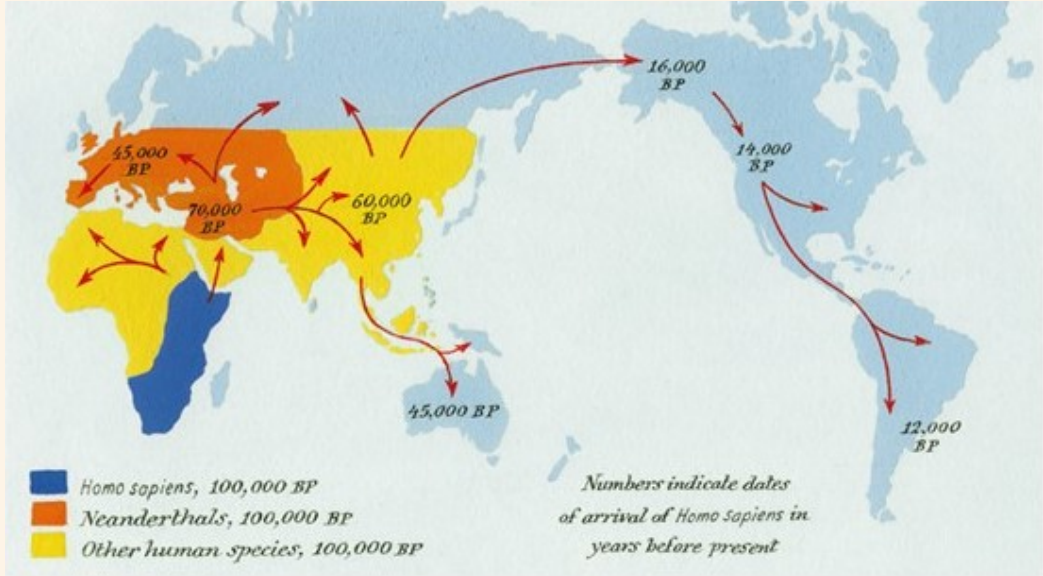 16,000
BP
45,000
BP
14,000
BP
70,000
BP
60,000
BP
45,000 BP
12,000
BP
Homo sapiens, 100,000 BP
Neanderthals, 100,000 BP
Other human species, 100,000 BP
Numbers indicate dates
of arrival of Homo sapiens in
years before present